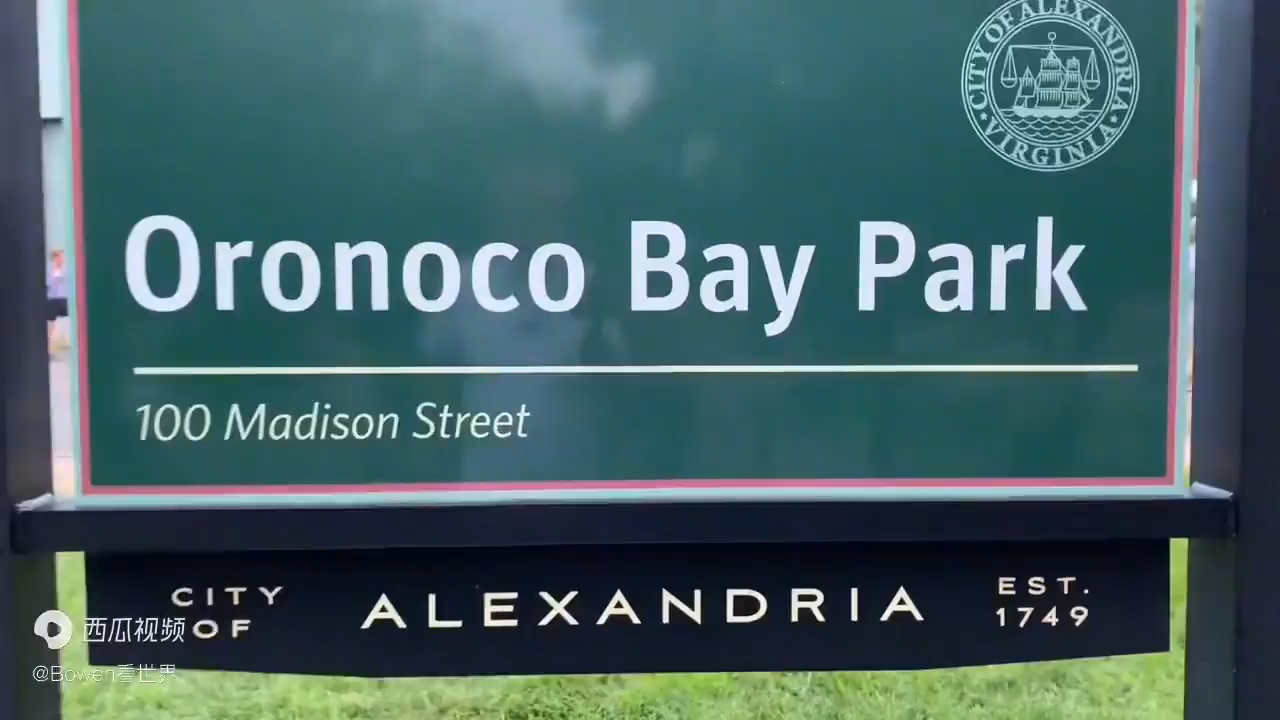 CITY OF ALEXANDRIA
VIRGINIA
Oronoco Bay Park
100 Madison Street
CITY OF
ALEXANDRIA
EST. 1749
西瓜视频
@Bowen看世界